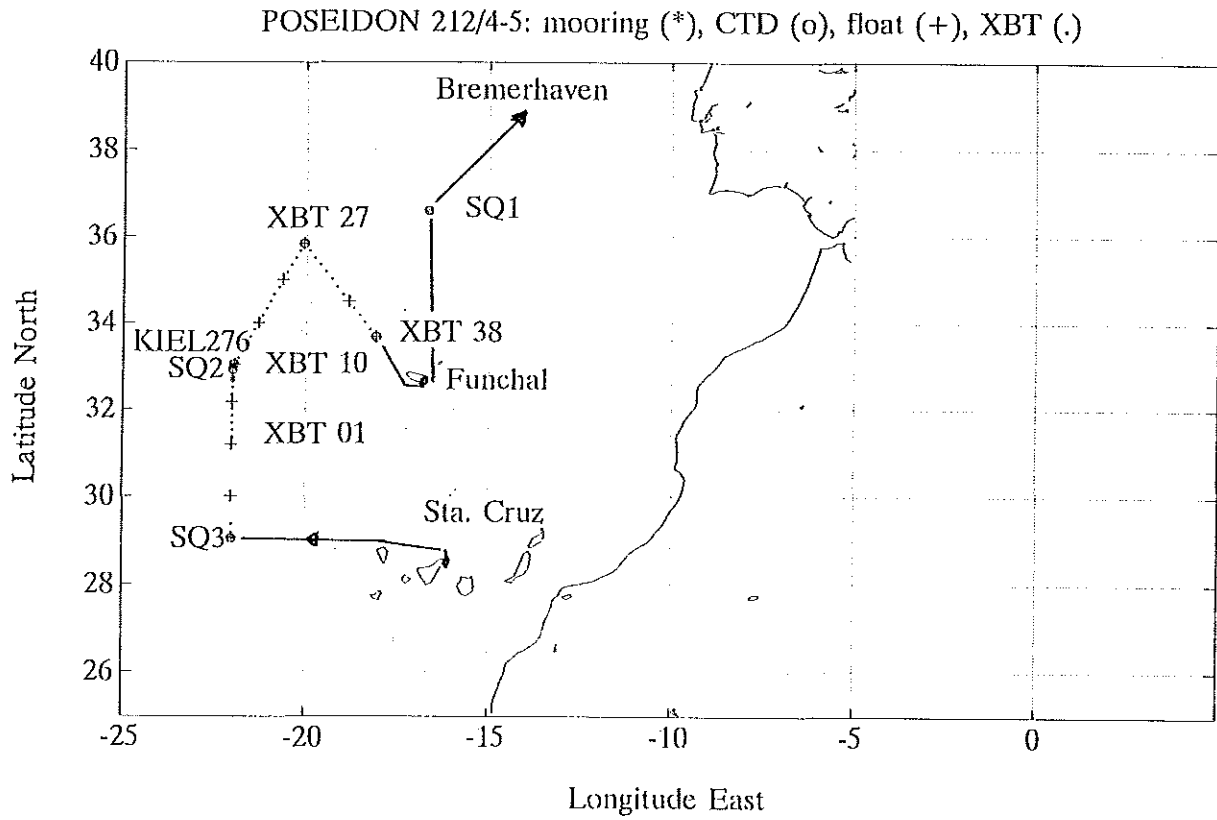 POSEIDON 212/4-5: mooring (*), CTD (o), float (+), XBT (.)
40
Bremerhaven
38
SQ1
XBT 27
36
34
XBT 38
KIEL276
SQ2
XBT 10
Funchal
32
XBT 01
30
Sta. Cruz
SQ3
28
26
-25
-20
-15
-10
-5
0
Latitude North
Longitude East